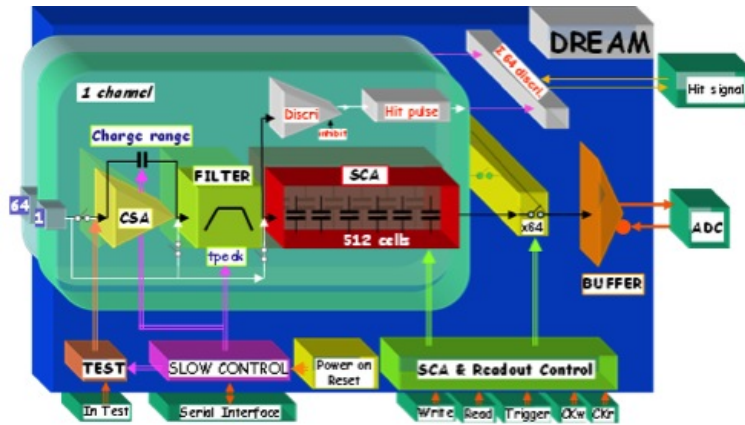 DREAM
1 channel
Σ 64 discri.
Hit signal
Discri
inhibit
Hit pulse
Charge range
FILTER
SCA
64
1
CSA
tpeak
512 cells
x64
ADC
BUFFER
TEST
SLOW CONTROL
Power on
Reset
SCA & Readout Control
In Test
Serial Interface
Write
Read
Trigger
CKw
CKr